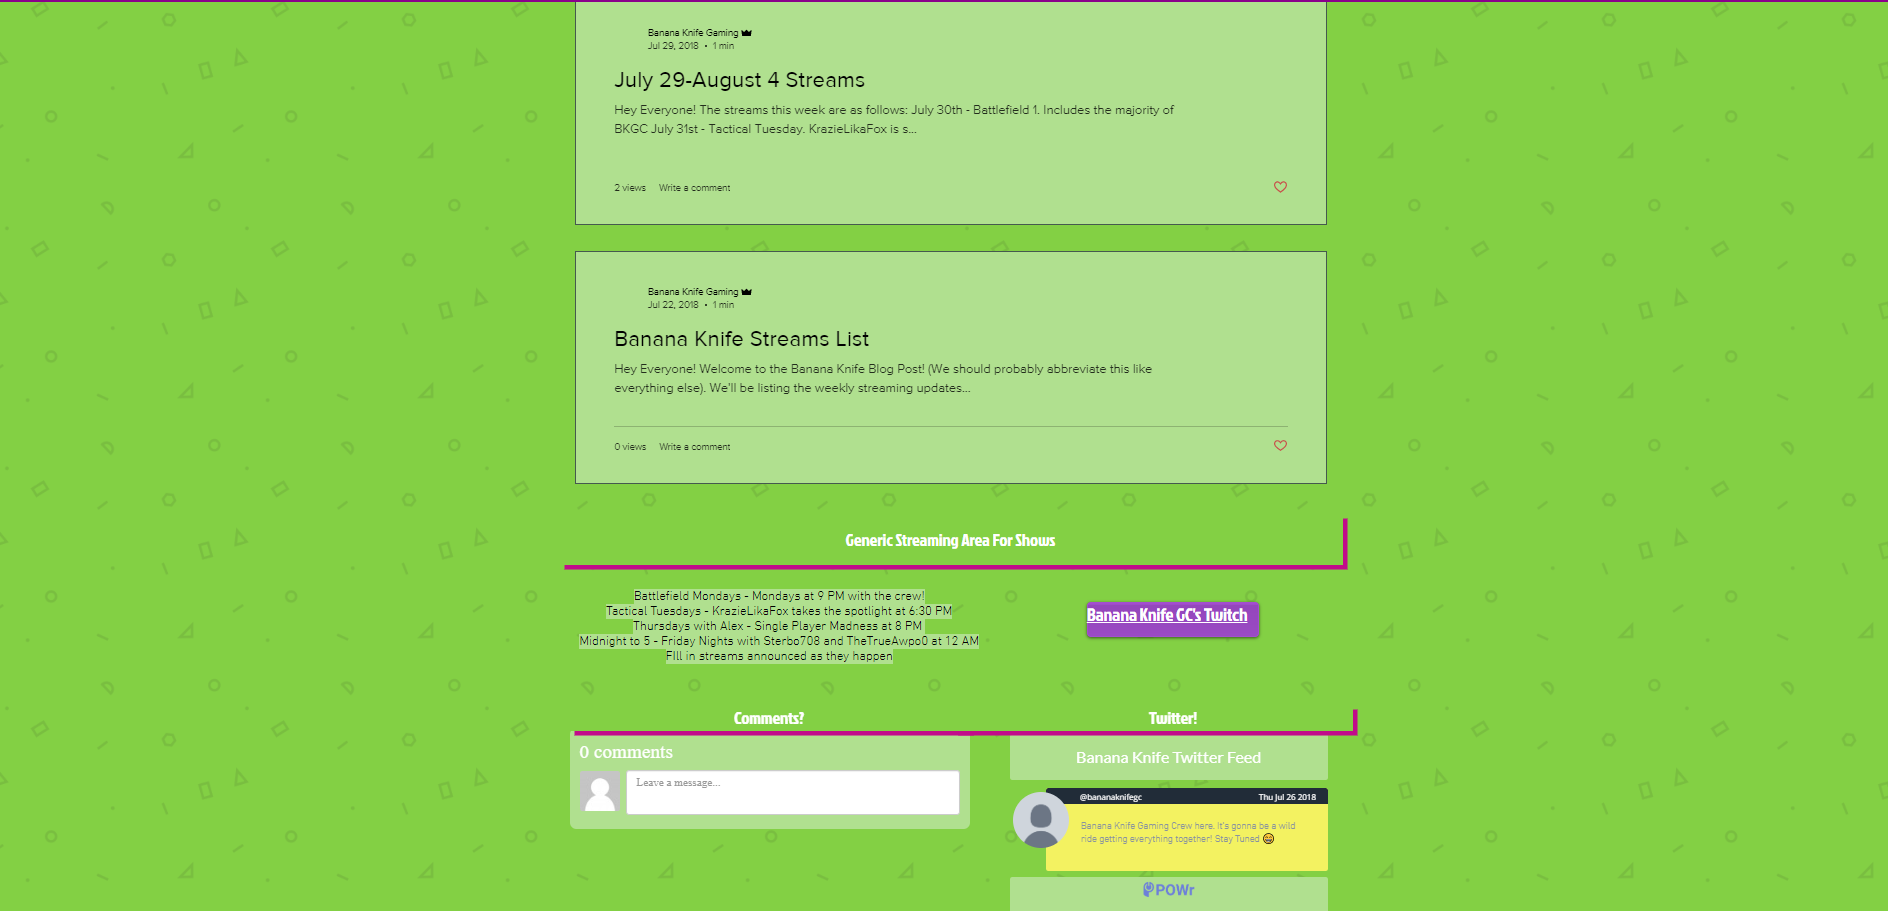 Banana Knife Gaming
Jul 29, 2018 • 1 min
July 29-August 4 Streams
Hey Everyone! The streams this week are as follows: July 30th - Battlefield 1. Includes the majority of
BKGC July 31st - Tactical Tuesday. KrazieLikaFox is s...
2 views Write a comment
Banana Knife Gaming
Jul 22, 2018 • 1 min
Banana Knife Streams List
Hey Everyone! Welcome to the Banana Knife Blog Post! (We should probably abbreviate this like
everything else). We'll be listing the weekly streaming updates...
0 views Write a comment
Generic Streaming Area For Shows
Battlefield Mondays - Mondays at 9 PM with the crew!
Tactical Tuesdays - KrazieLikaFox takes the spotlight at 6:30 PM
Thursdays with Alex - Single Player Madness at 8 PM
Midnight to 5 - Friday Nights with Sterbo708 and TheTrueAwpo0 at 12 AM
FIll in streams announced as they happen
Banana Knife GC's Twitch
Comments?
0 comments
Leave a message...
Twitter!
Banana Knife Twitter Feed
@bananaknifegc Thu Jul 26 2018
Banana Knife Gaming Crew here. It's gonna be a wild
ride getting everything together! Stay Tuned 😄
POWr